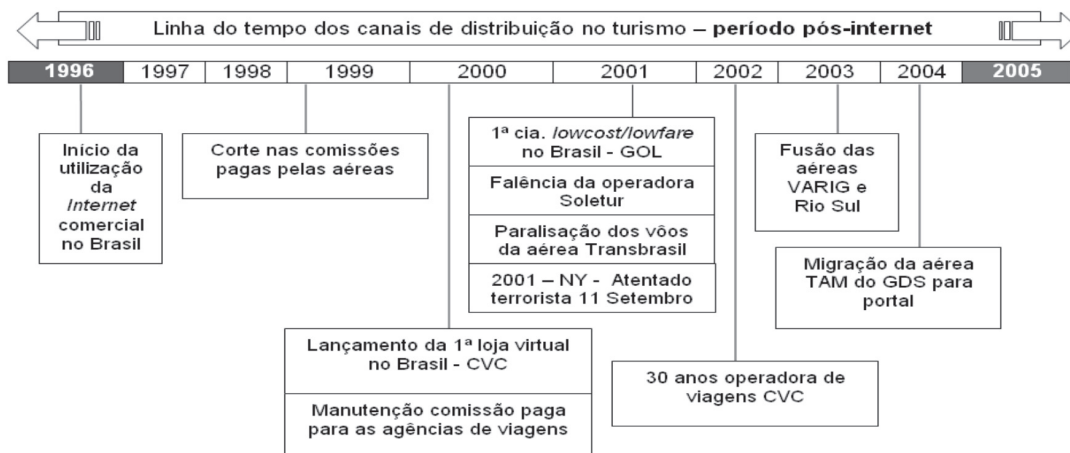 Linha do tempo dos canais de distribuição no turismo – período pós-internet
1996 1997 1998 1999 2000 2001 2002 2003 2004 2005
Início da
utilização
da
Internet
comercial
no Brasil
Corte nas comissões
pagas pelas aéreas
1ª cia. lowcost/lowfare
no Brasil - GOL
Falência da operadora
Soletur
Paralisação dos vôos
da aérea Transbrasil
2001 – NY - Atentado
terrorista 11 Setembro
Fusão das
aéreas
VARIG e
Rio Sul
Migração da aérea
TAM do GDS para
portal
Lançamento da 1ª loja virtual
no Brasil - CVC
Manutenção comissão paga
para as agências de viagens
30 anos operadora de
viagens CVC